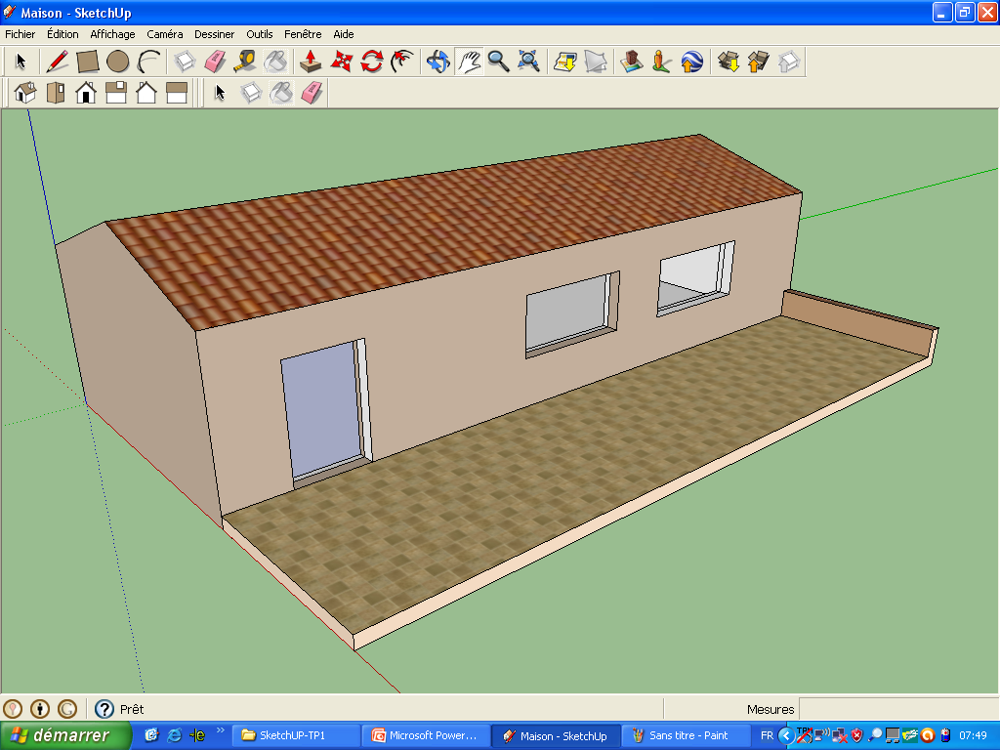 Maison - SketchUp
Fichier Édition Affichage Caméra Dessiner Outils Fenêtre Aide
Prêt Mesures
démarrer SketchUP-TP1 Microsoft Power... Maison - SketchUp Sans titre - Paint FR 07:49